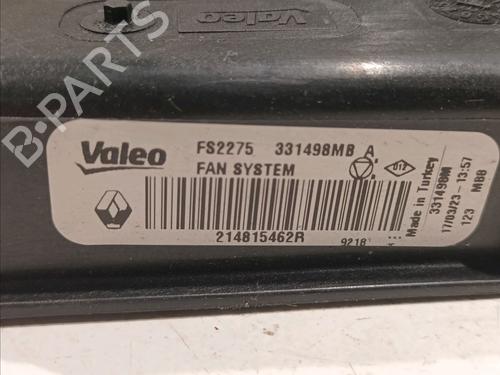 Valeo
B-Parts
Valeo FS2275 331498MB A
FAN SYSTEM
012
214815462R
9218
Made in Turkey
331498M
17/03/23 - 13:57
123 M88